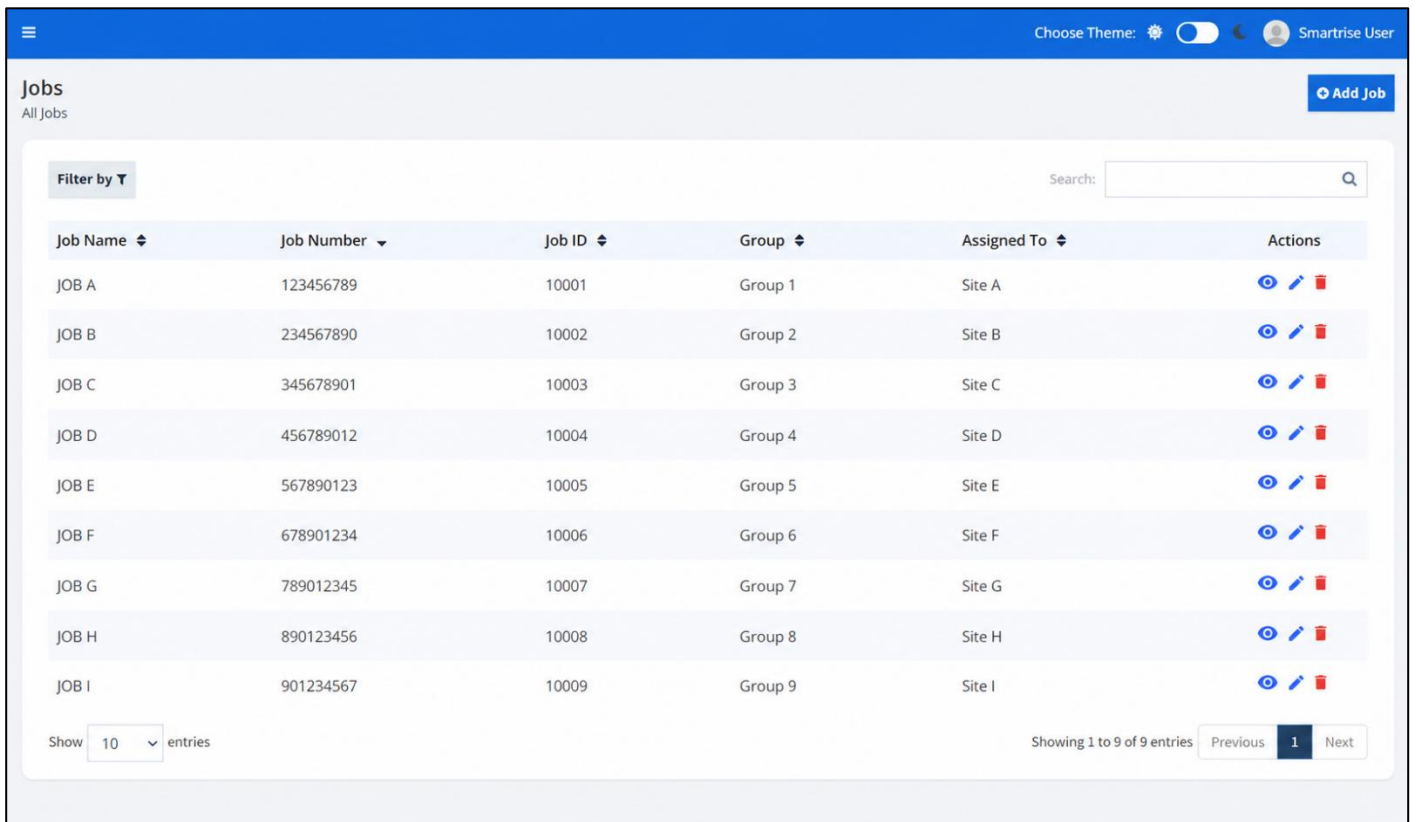 Choose Theme: Smartrise User
Jobs
All Jobs
Add Job
Filter by
Search:
Job Name Job Number Job ID Group Assigned To Actions
JOB A 123456789 10001 Group 1 Site A
JOB B 234567890 10002 Group 2 Site B
JOB C 345678901 10003 Group 3 Site C
JOB D 456789012 10004 Group 4 Site D
JOB E 567890123 10005 Group 5 Site E
JOB F 678901234 10006 Group 6 Site F
JOB G 789012345 10007 Group 7 Site G
JOB H 890123456 10008 Group 8 Site H
JOB I 901234567 10009 Group 9 Site I
Show 10 entries Showing 1 to 9 of 9 entries Previous 1 Next